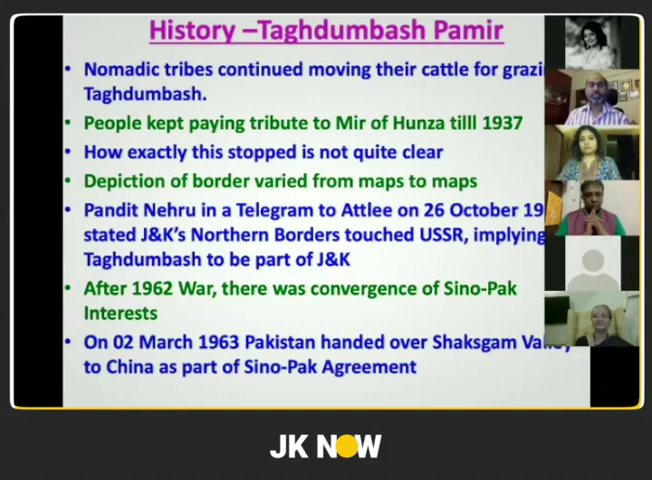 History –Taghdumbash Pamir
• Nomadic tribes continued moving their cattle for
Taghdumbash.
• People kept paying tribute to Mir of Hunza tilll 1937
• How exactly this stopped is not quite clear
• Depiction of border varied from maps to maps
• Pandit Nehru in a Telegram to Attlee on 26 October
stated J&K's Northern Borders touched USSR, implying
Taghdumbash to be part of J&K
• After 1962 War, there was convergence of Sino-Pak
Interests
• On 02 March 1963 Pakistan handed over Shaksgam Valley
to China as part of Sino-Pak Agreement
JK NOW